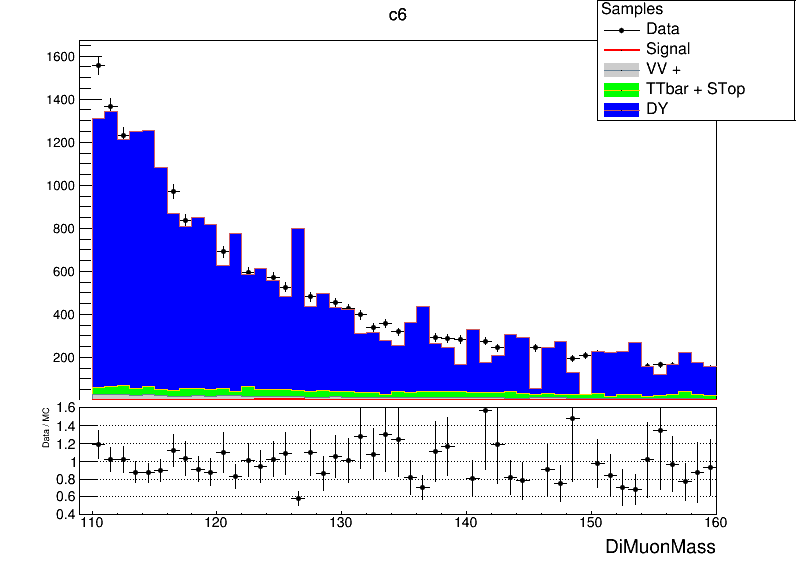 c6
Samples
Data
Signal
VV +
TTbar + STop
DY
1600
1400
1200
1000
800
600
400
200
Data / MC
1.6
1.4
1.2
1
0.8
0.6
0.4
110 120 130 140 150 160
DiMuonMass